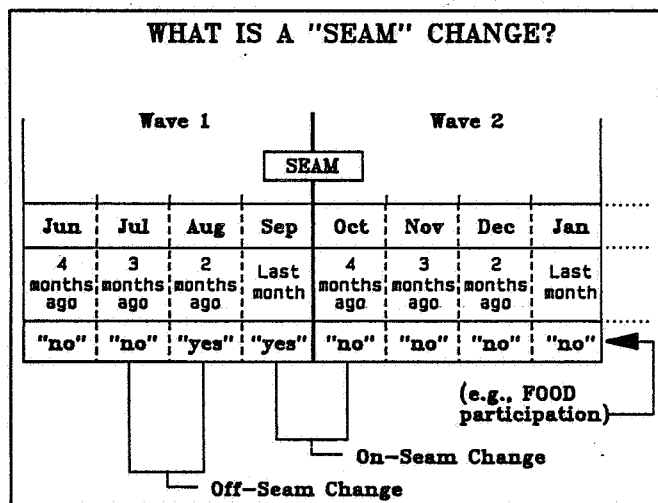 WHAT IS A "SEAM" CHANGE?
Wave 1 Wave 2
SEAM
Jun Jul Aug Sep Oct Nov Dec Jan
4 months ago 3 months ago 2 months ago Last month 4 months ago 3 months ago 2 months ago Last month
"no" "no" "yes" "yes" "no" "no" "no" "no"
(e.g., FOOD
participation)
On-Seam Change
Off-Seam Change